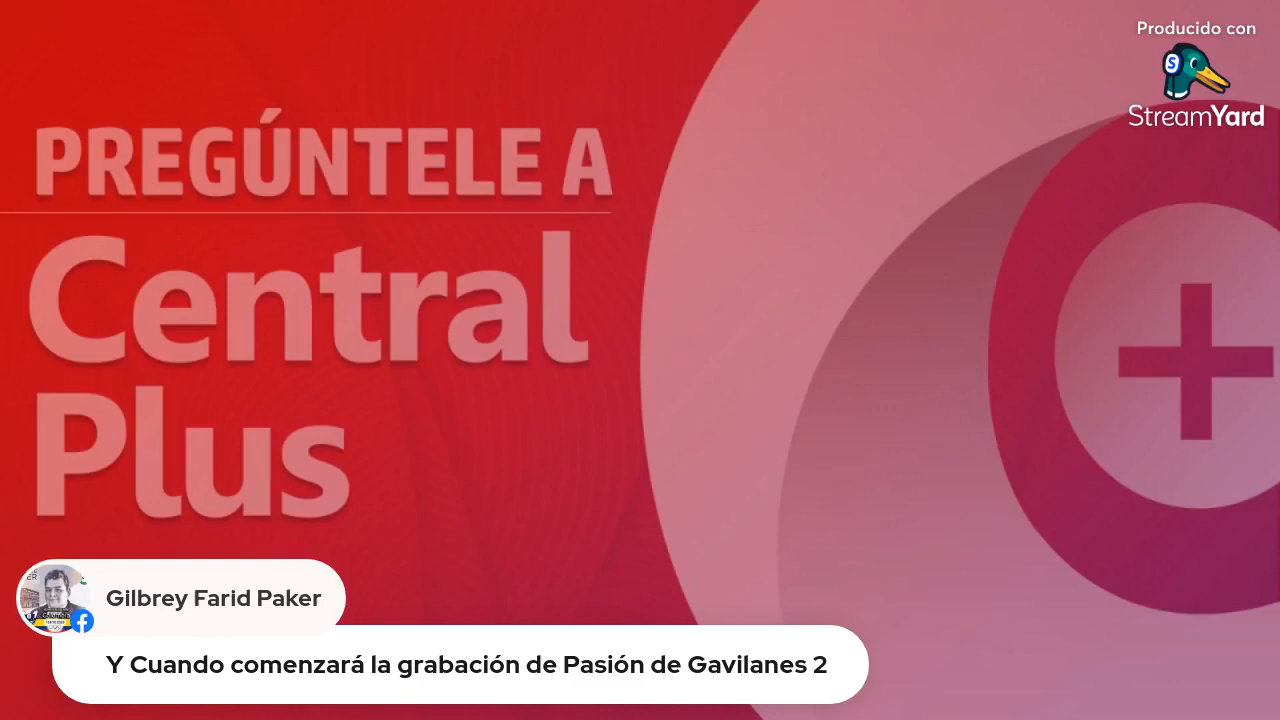 Producido con
StreamYard
PREGÚNTELE A
Central
Plus
Gilbrey Farid Paker
Y Cuando comenzará la grabación de Pasión de Gavilanes 2